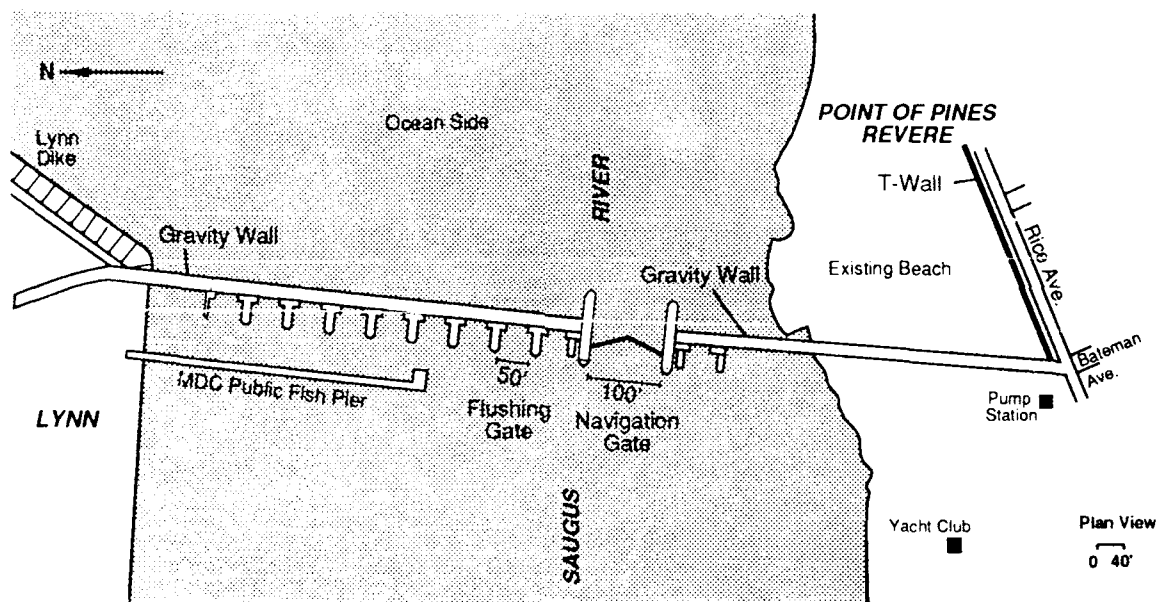 N
Ocean Side
Lynn
Dike
Gravity Wall
RIVER
POINT OF PINES
REVERE
T-Wall
Rice Ave.
Existing Beach
Gravity Wall
Bateman
Ave.
MDC Public Fish Pier
50'
100'
Flushing
Gate
Navigation
Gate
LYNN
Pump
Station
SAUGUS
Yacht Club
Plan View
0 40'